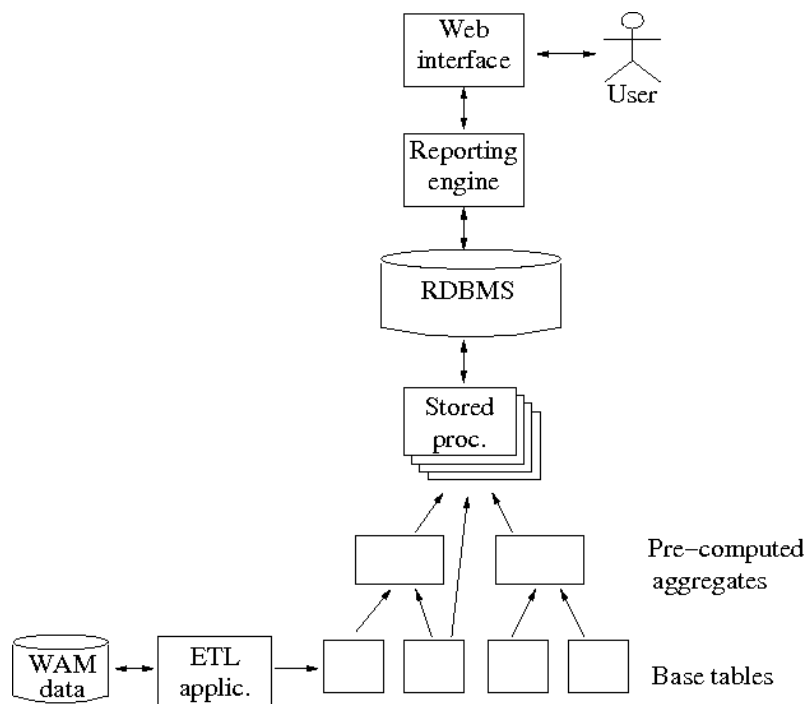 Web
interface
User
Reporting
engine
RDBMS
Stored
proc.
Pre-computed
aggregates
WAM
data
ETL
applic.
Base tables